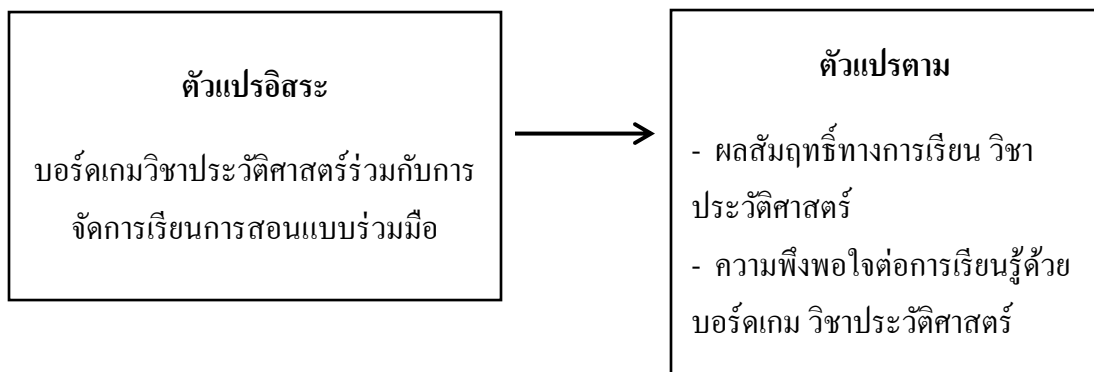 ตัวแปรอิสระ
บอร์ดเกมวิชาประวัติศาสตร์ร่วมกับการ
จัดการเรียนการสอนแบบร่วมมือ
ตัวแปรตาม
- ผลสัมฤทธิ์ทางการเรียน วิชา
ประวัติศาสตร์
- ความพึงพอใจต่อการเรียนรู้ด้วย
บอร์ดเกม วิชาประวัติศาสตร์